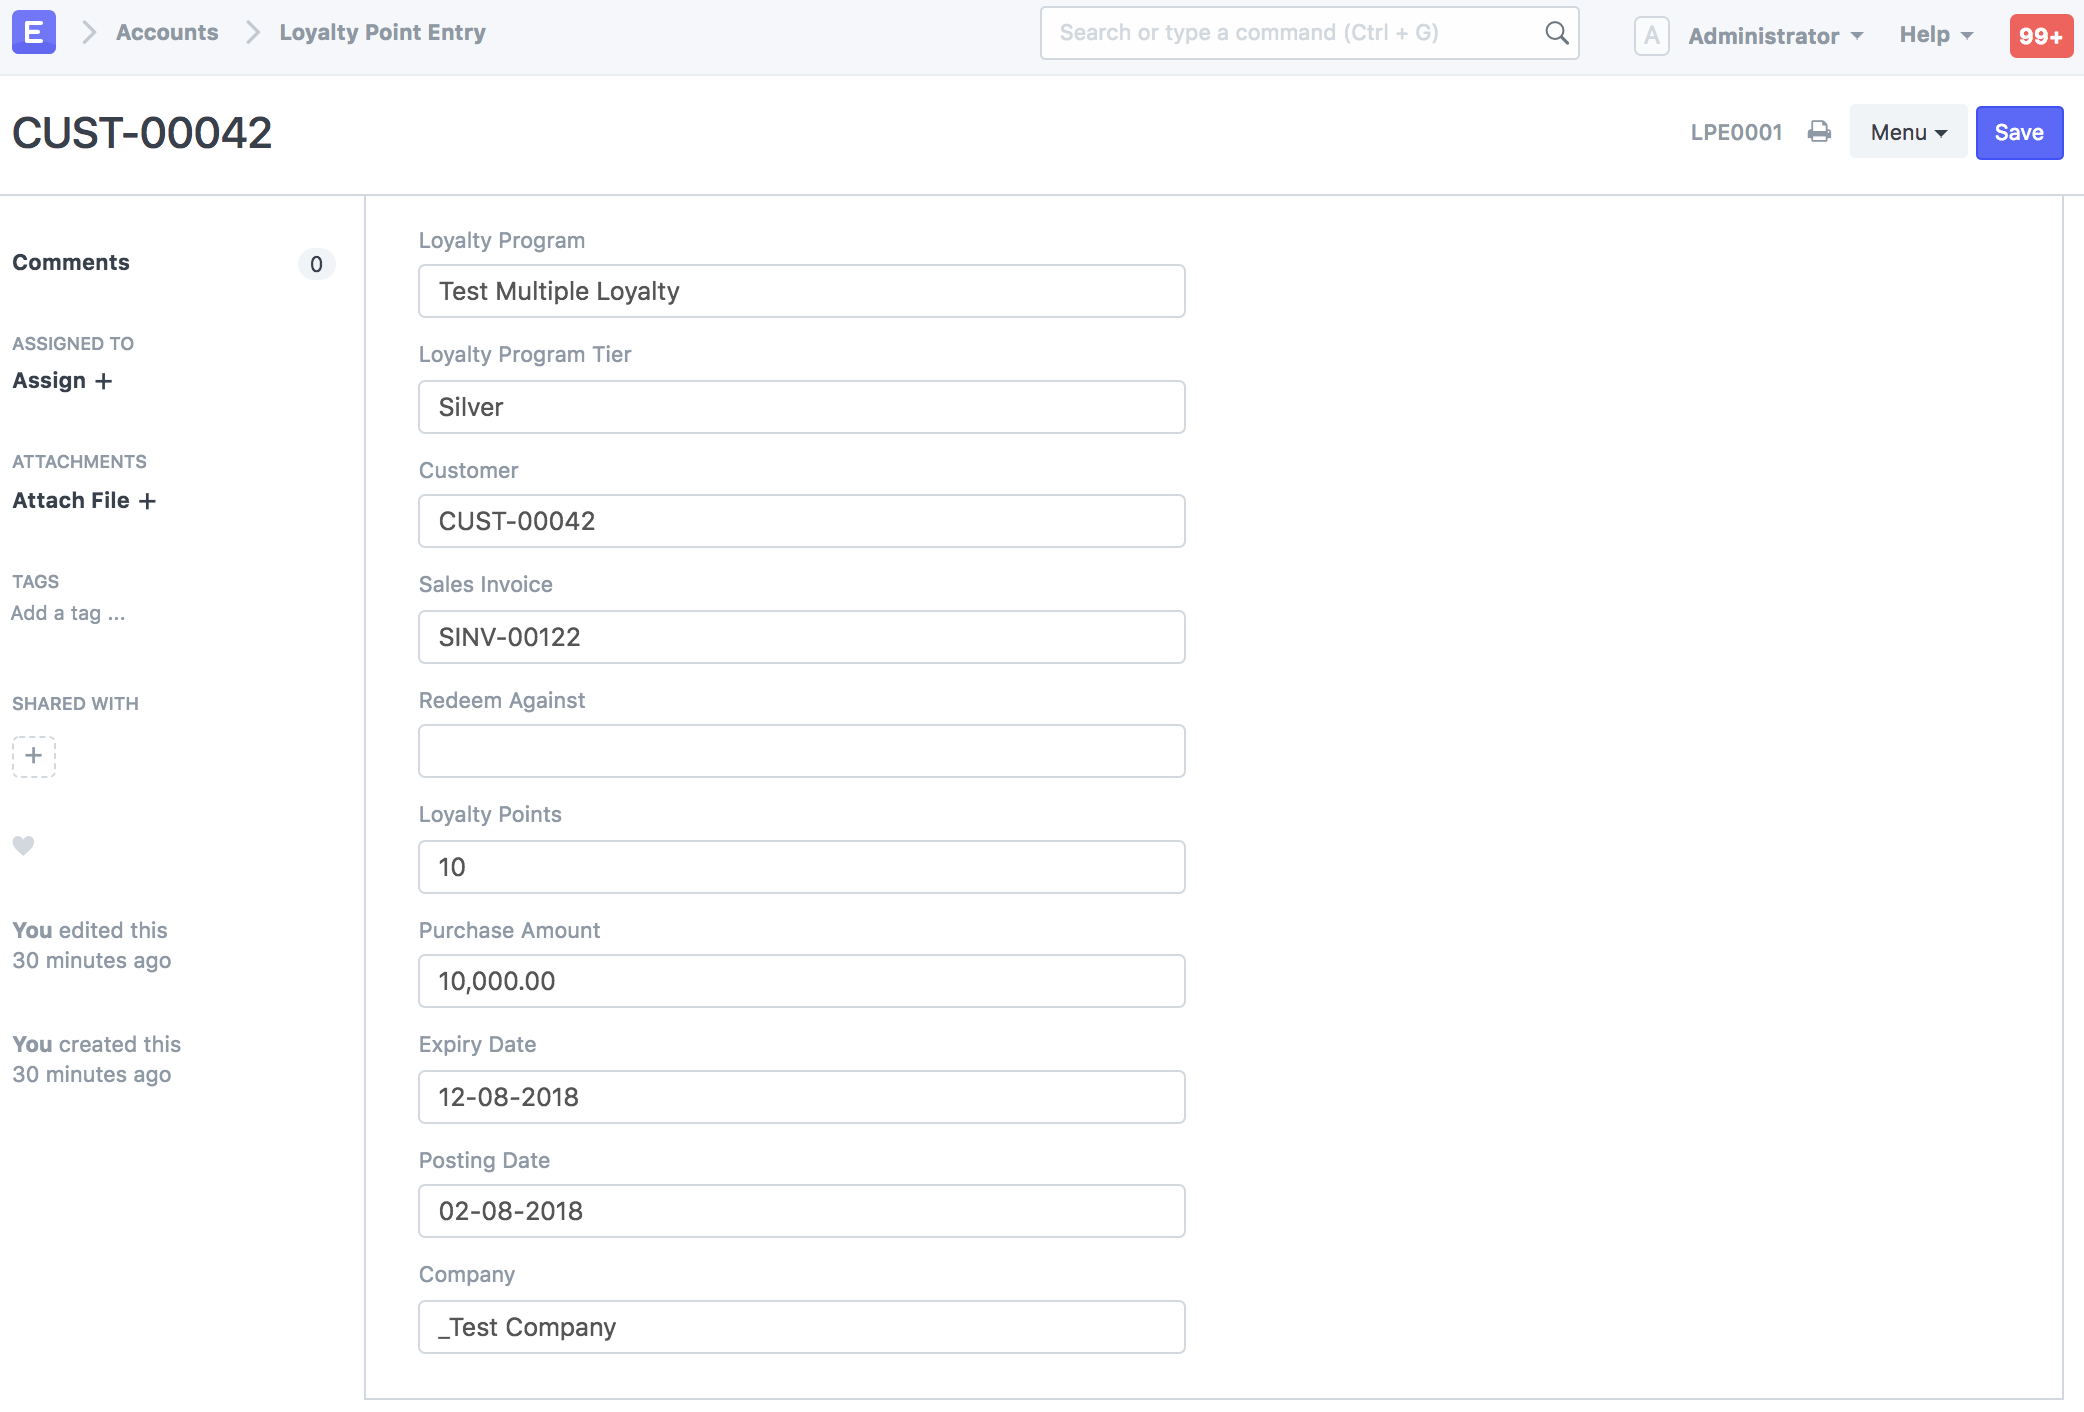 E Accounts Loyalty Point Entry Search or type a command (Ctrl + G) A Administrator Help 99+
CUST-00042 LPE0001 Menu Save
Comments 0
ASSIGNED TO
Assign +
ATTACHMENTS
Attach File +
TAGS
Add a tag ...
SHARED WITH
+
You edited this
30 minutes ago
You created this
30 minutes ago
Loyalty Program
Test Multiple Loyalty
Loyalty Program Tier
Silver
Customer
CUST-00042
Sales Invoice
SINV-00122
Redeem Against
Loyalty Points
10
Purchase Amount
10,000.00
Expiry Date
12-08-2018
Posting Date
02-08-2018
Company
_Test Company